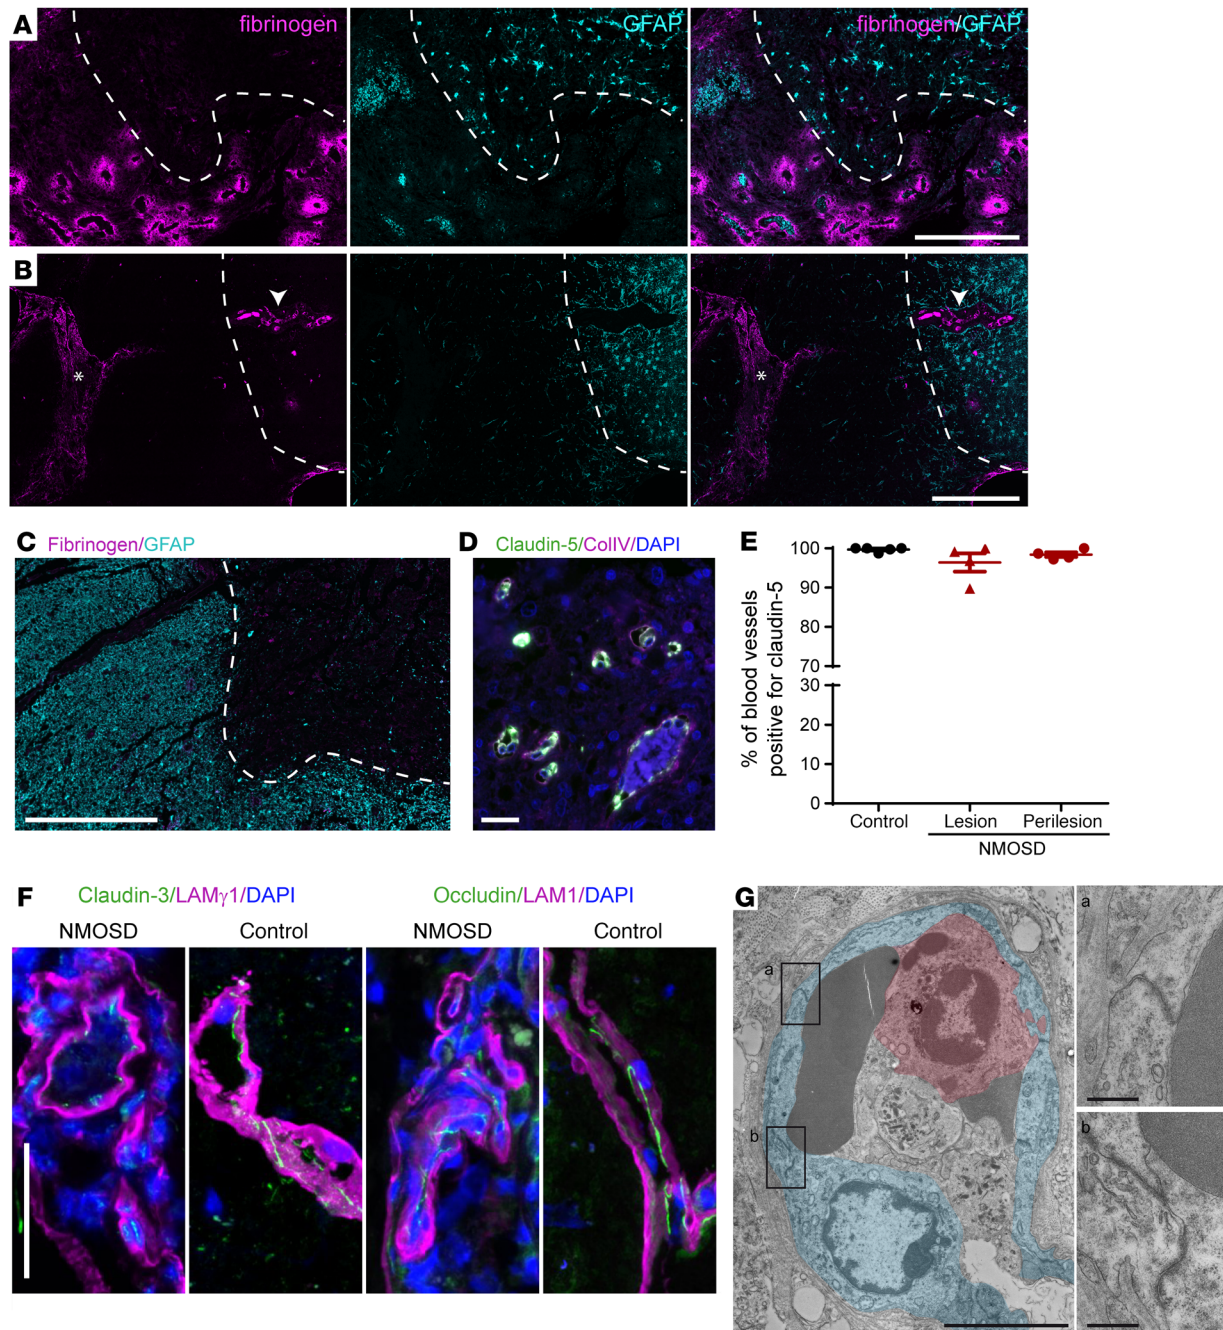 A
fibrinogen
GFAP
fibrinogen/GFAP
B
*
*
C Fibrinogen/GFAP
D Claudin-5/ColIV/DAPI
E
% of blood vessels
positive for claudin-5
100
90
80
70
30
20
10
0
Control
Lesion
Perilesion
NMOSD
F
Claudin-3/LAMγ1/DAPI
Occludin/LAM1/DAPI
NMOSD
Control
NMOSD
Control
G
a
b
a
b